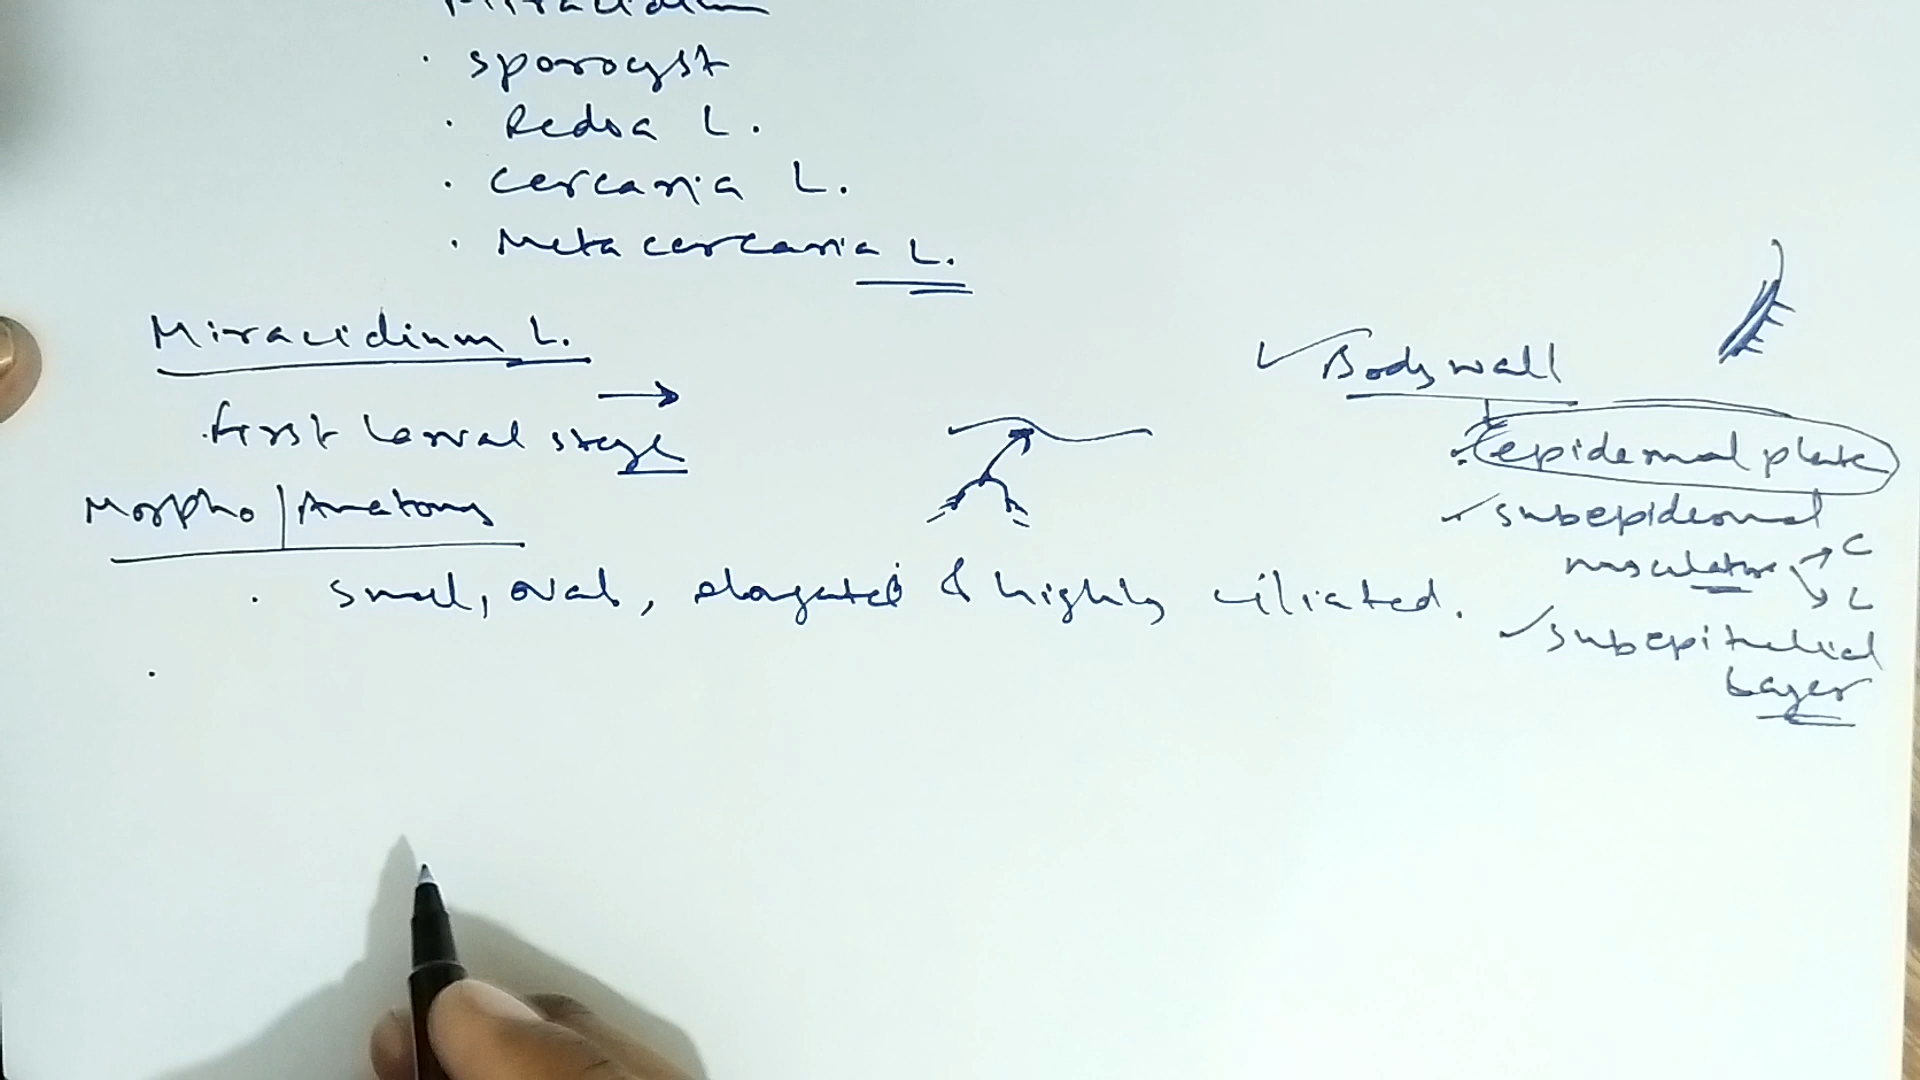 Miracidium
· sporocyst
· Redia L.
· cercaria L.
· Meta cercaria L.
Miracidium L.
first larval stage
Morpho | Anatomy
· small, oval, elongated & highly ciliated.
✓ Body wall
· epidermal plate
✓ subepidermal
musculature → C
→ L
✓ subepithelial
layer